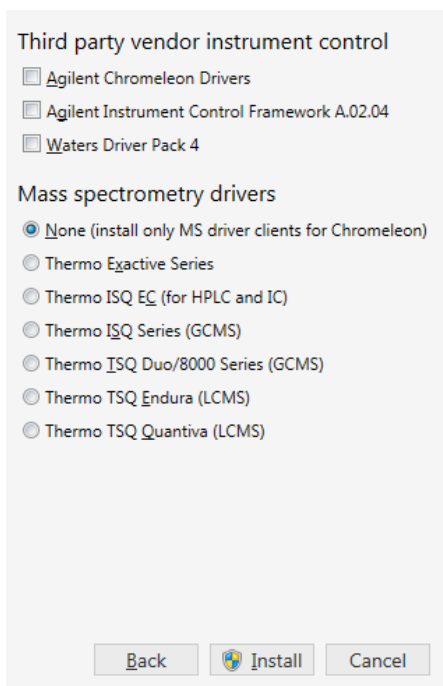 Third party vendor instrument control
Agilent Chromeleon Drivers
Agilent Instrument Control Framework A.02.04
Waters Driver Pack 4
Mass spectrometry drivers
None (install only MS driver clients for Chromeleon)
Thermo Exactive Series
Thermo ISQ EC (for HPLC and IC)
Thermo ISQ Series (GCMS)
Thermo TSQ Duo/8000 Series (GCMS)
Thermo TSQ Endura (LCMS)
Thermo TSQ Quantiva (LCMS)
Back Install Cancel